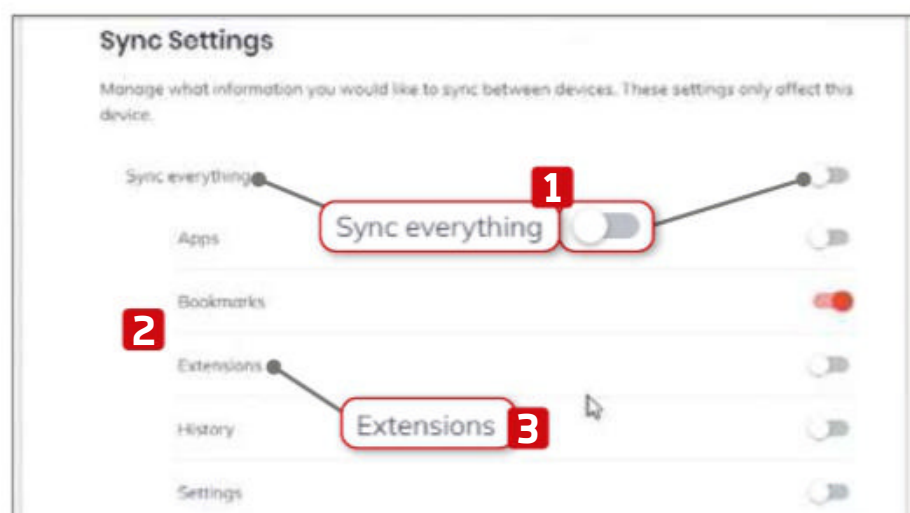 Sync Settings
Manage what information you would like to sync between devices. These settings only affect this
device.
Sync everything
1
Sync everything
Apps
Bookmarks
2
Extensions
Extensions 3
History
Settings